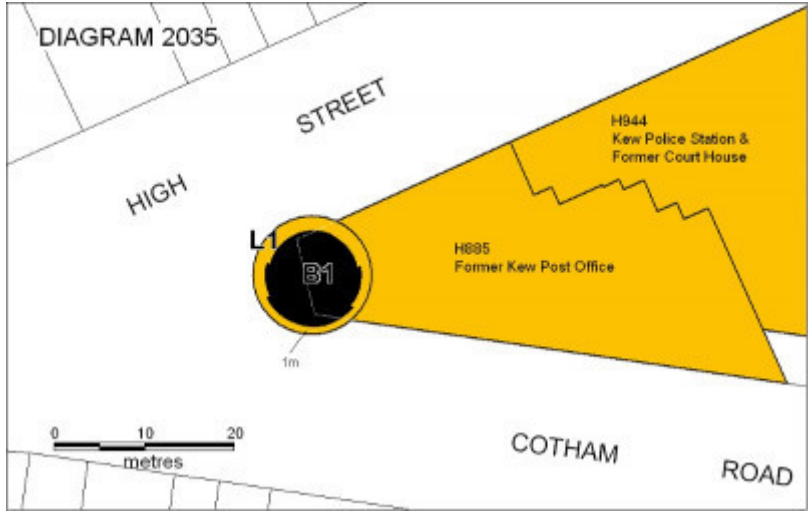 DIAGRAM 2035
HIGH STREET
H944
Kew Police Station &
Former Court House
L1
B1
H885
Former Kew Post Office
1m
0 10 20
metres
COTHAM ROAD